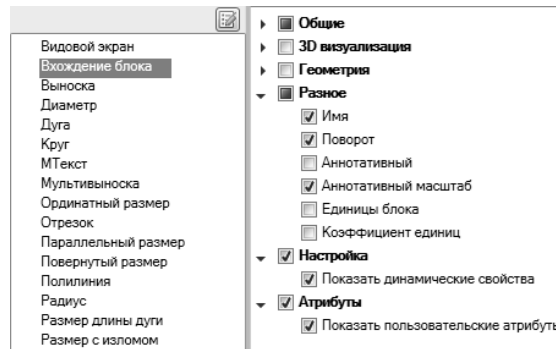 Видовой экран
Вхождение блока
Выноска
Диаметр
Дуга
Круг
МТекст
Мультивыноска
Ординатный размер
Отрезок
Параллельный размер
Повернутый размер
Полилиния
Радиус
Размер длины дуги
Размер с изломом
Общие
3D визуализация
Геометрия
Разное
Имя
Поворот
Аннотативный
Аннотативный масштаб
Единицы блока
Коэффициент единиц
Настройка
Показать динамические свойства
Атрибуты
Показать пользовательские атрибуты